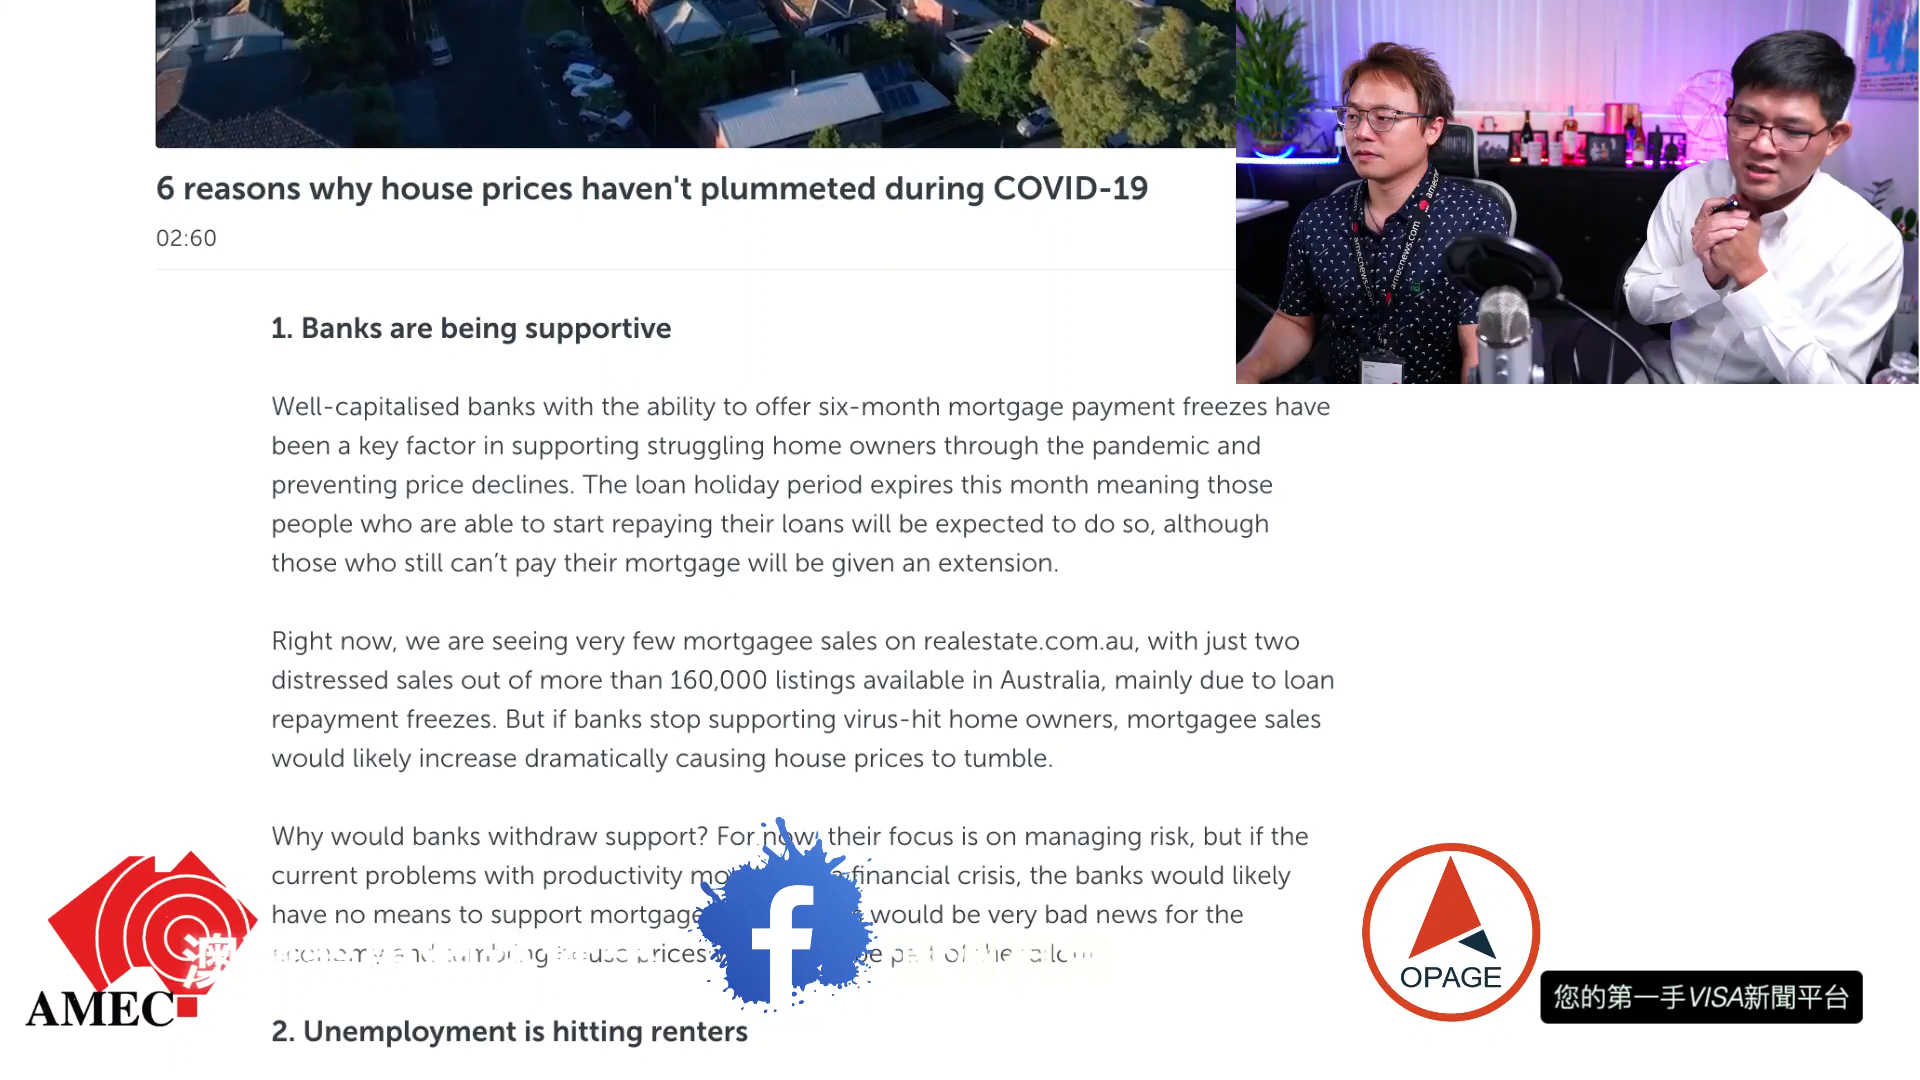 6 reasons why house prices haven't plummeted during COVID-19
02:60
1. Banks are being supportive
Well-capitalised banks with the ability to offer six-month mortgage payment freezes have
been a key factor in supporting struggling home owners through the pandemic and
preventing price declines. The loan holiday period expires this month meaning those
people who are able to start repaying their loans will be expected to do so, although
those who still can’t pay their mortgage will be given an extension.
Right now, we are seeing very few mortgagee sales on realestate.com.au, with just two
distressed sales out of more than 160,000 listings available in Australia, mainly due to loan
repayment freezes. But if banks stop supporting virus-hit home owners, mortgagee sales
would likely increase dramatically causing house prices to tumble.
Why would banks withdraw support? For now, their focus is on managing risk, but if the
current problems with productivity financial crisis, the banks would likely
have no means to support would be very bad news for the
economy and prices
2. Unemployment is hitting renters
amecnews.com
AMEC
澳
OPAGE
您的第一手VISA新聞平台